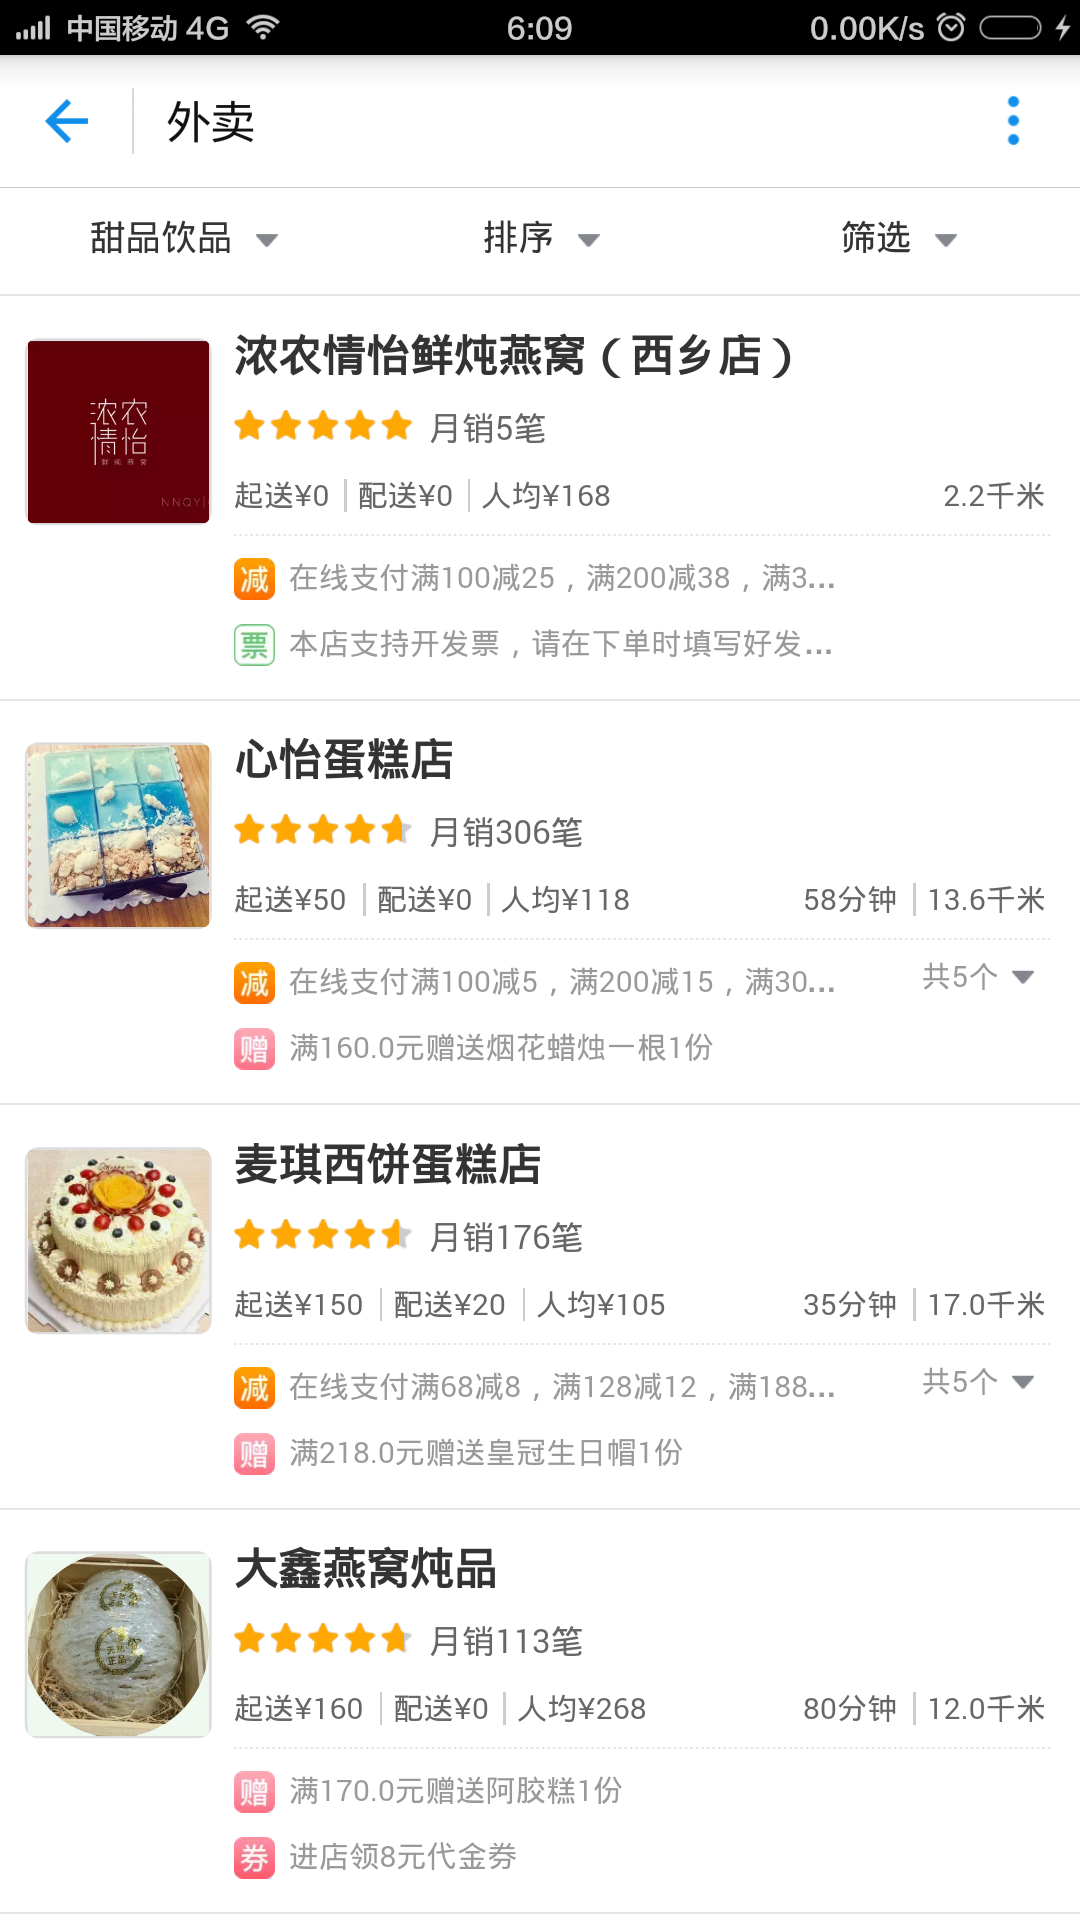 中国移动 4G 6:09 0.00K/s
外卖
甜品饮品 排序 筛选
浓农情怡鲜炖燕窝（西乡店）
浓农
情怡
鲜炖燕窝
NNQY
月销5笔
起送¥0 配送¥0 人均¥168 2.2千米
减 在线支付满100减25，满200减38，满3...
票 本店支持开发票，请在下单时填写好发...
心怡蛋糕店
月销306笔
起送¥50 配送¥0 人均¥118 58分钟 13.6千米
减 在线支付满100减5，满200减15，满30... 共5个
赠 满160.0元赠送烟花蜡烛一根1份
麦琪西饼蛋糕店
月销176笔
起送¥150 配送¥20 人均¥105 35分钟 17.0千米
减 在线支付满68减8，满128减12，满188... 共5个
赠 满218.0元赠送皇冠生日帽1份
大鑫燕窝炖品
天然
正品
月销113笔
起送¥160 配送¥0 人均¥268 80分钟 12.0千米
赠 满170.0元赠送阿胶糕1份
券 进店领8元代金券